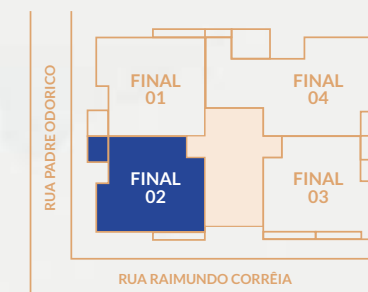 RUA PADRE ODORICO
FINAL
01
FINAL
04
FINAL
02
FINAL
03
RUA RAIMUNDO CORRÊIA